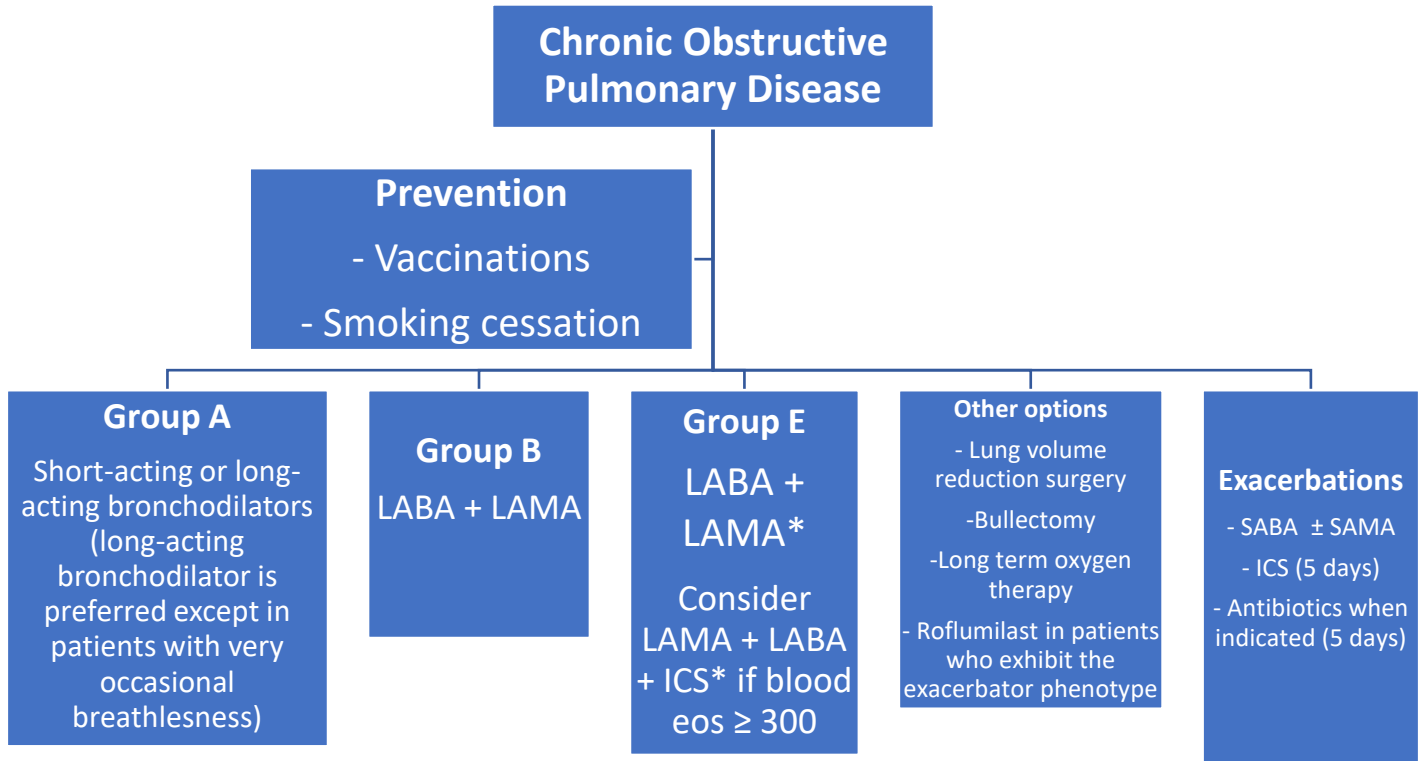 Chronic Obstructive
Pulmonary Disease
Prevention
- Vaccinations
- Smoking cessation
Group A
Short-acting or long-
acting bronchodilators
(long-acting
bronchodilator is
preferred except in
patients with very
occasional
breathlesness)
Group B
LABA + LAMA
Group E
LABA +
LAMA*
Consider
LAMA + LABA
+ ICS* if blood
eos ≥ 300
Other options
- Lung volume
reduction surgery
-Bullectomy
-Long term oxygen
therapy
- Roflumilast in patients
who exhibit the
exacerbator phenotype
Exacerbations
- SABA ± SAMA
- ICS (5 days)
- Antibiotics when
indicated (5 days)